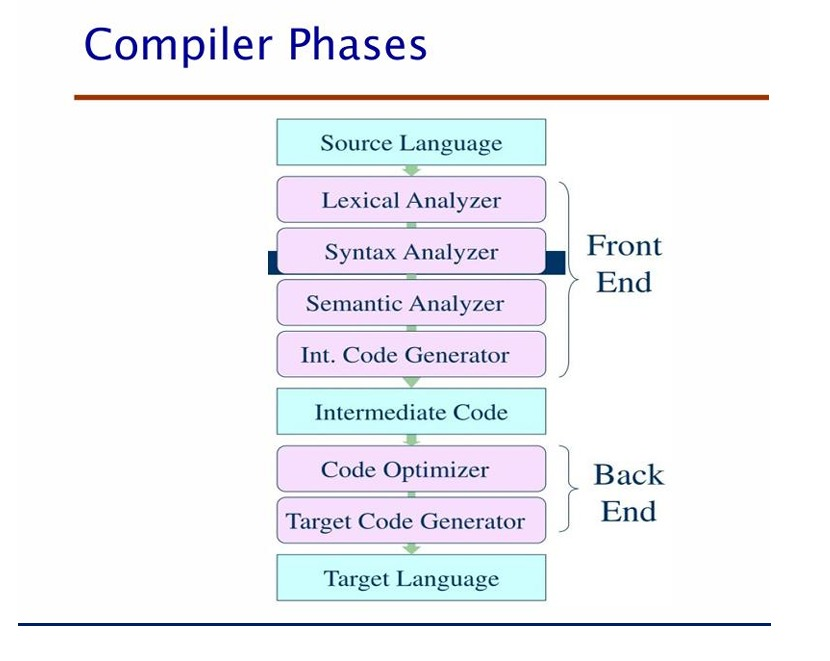 Compiler Phases
Source Language
Lexical Analyzer
Syntax Analyzer
Semantic Analyzer
Int. Code Generator
Front
End
Intermediate Code
Code Optimizer
Target Code Generator
Back
End
Target Language